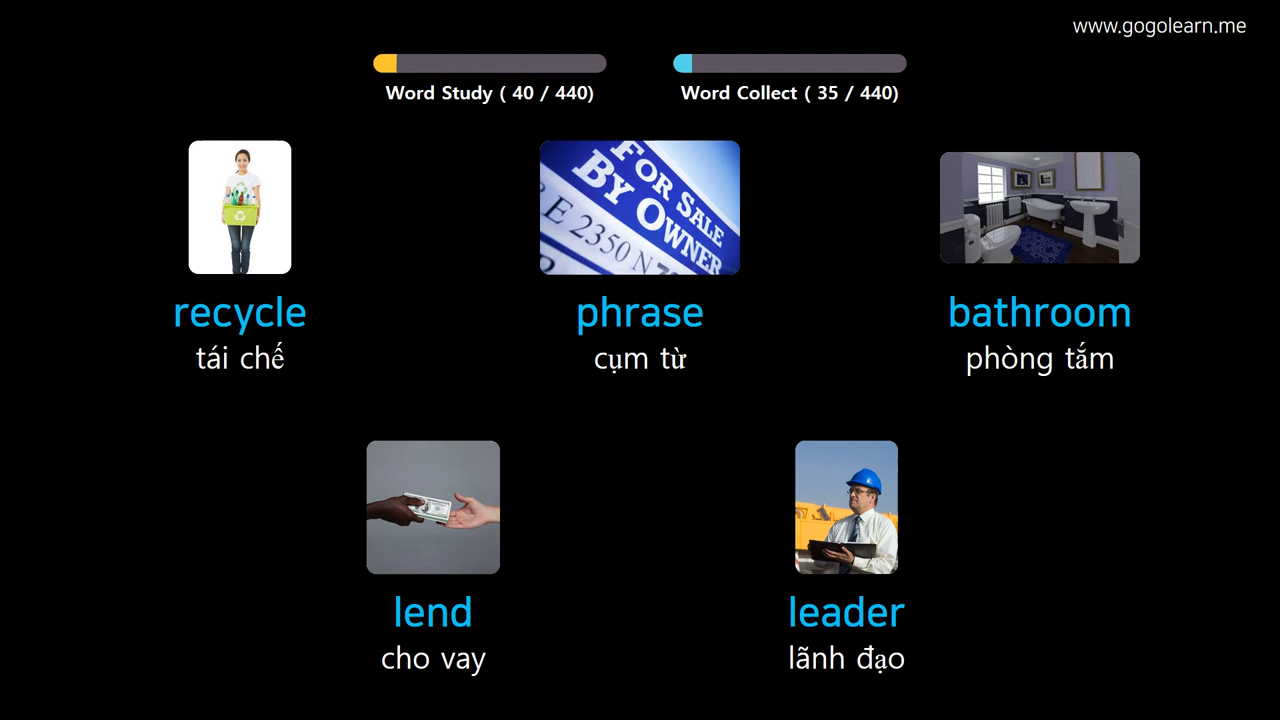 www.gogolearn.me
Word Study ( 40 / 440)
Word Collect ( 35 / 440)
FOR SALE
BY OWNER
E 2350 N
recycle
phrase
bathroom
tái chế
cụm từ
phòng tắm
lend
leader
cho vay
lãnh đạo